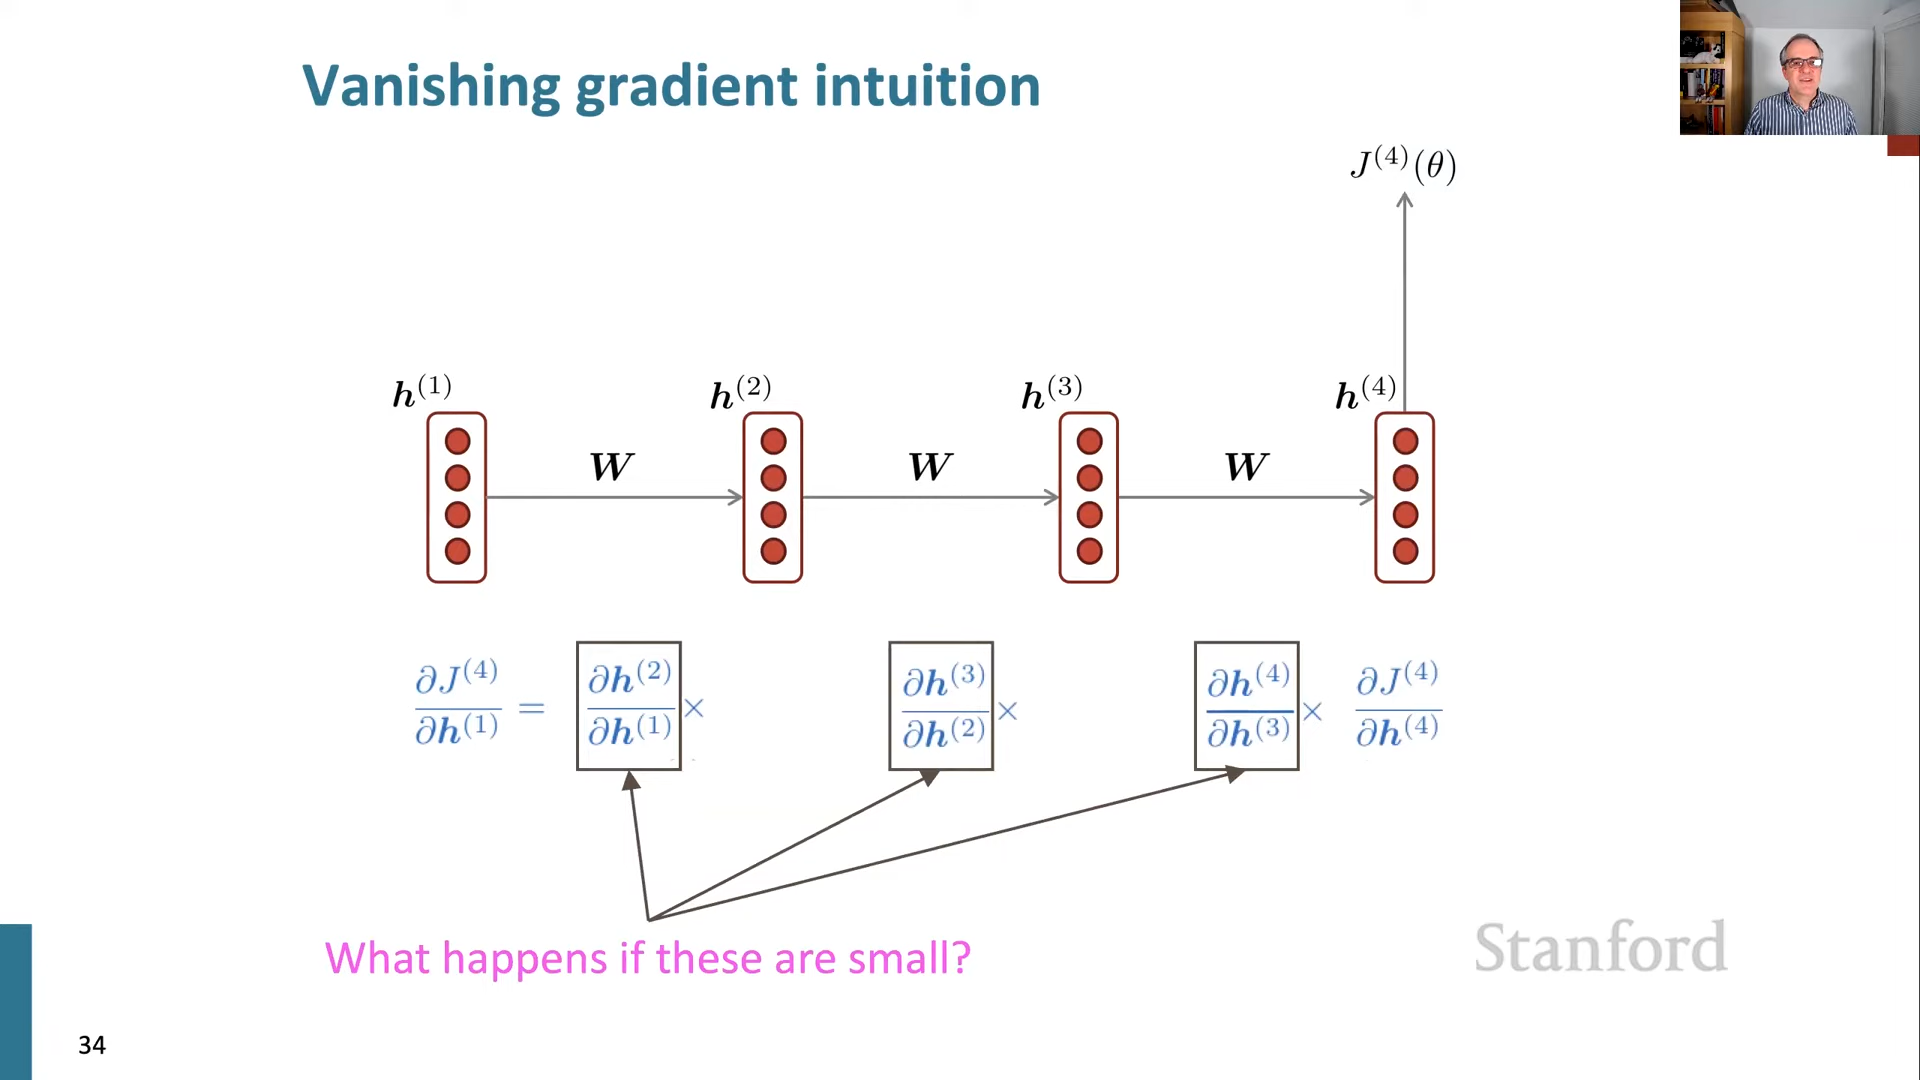 Vanishing gradient intuition
J^{(4)}(θ)
h^{(1)} h^{(2)} h^{(3)} h^{(4)}
W W W
∂J^{(4)}/∂h^{(1)} = ∂h^{(2)}/∂h^{(1)} × ∂h^{(3)}/∂h^{(2)} × ∂h^{(4)}/∂h^{(3)} × ∂J^{(4)}/∂h^{(4)}
What happens if these are small?
Stanford
34